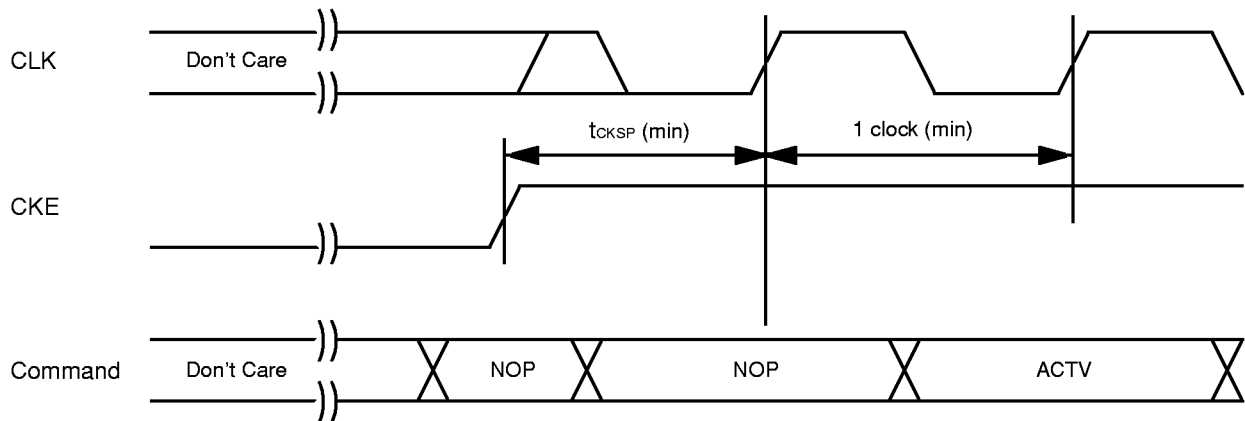 CLK
Don't Care
tCKSP (min)
1 clock (min)
CKE
Command
Don't Care
NOP
NOP
ACTV